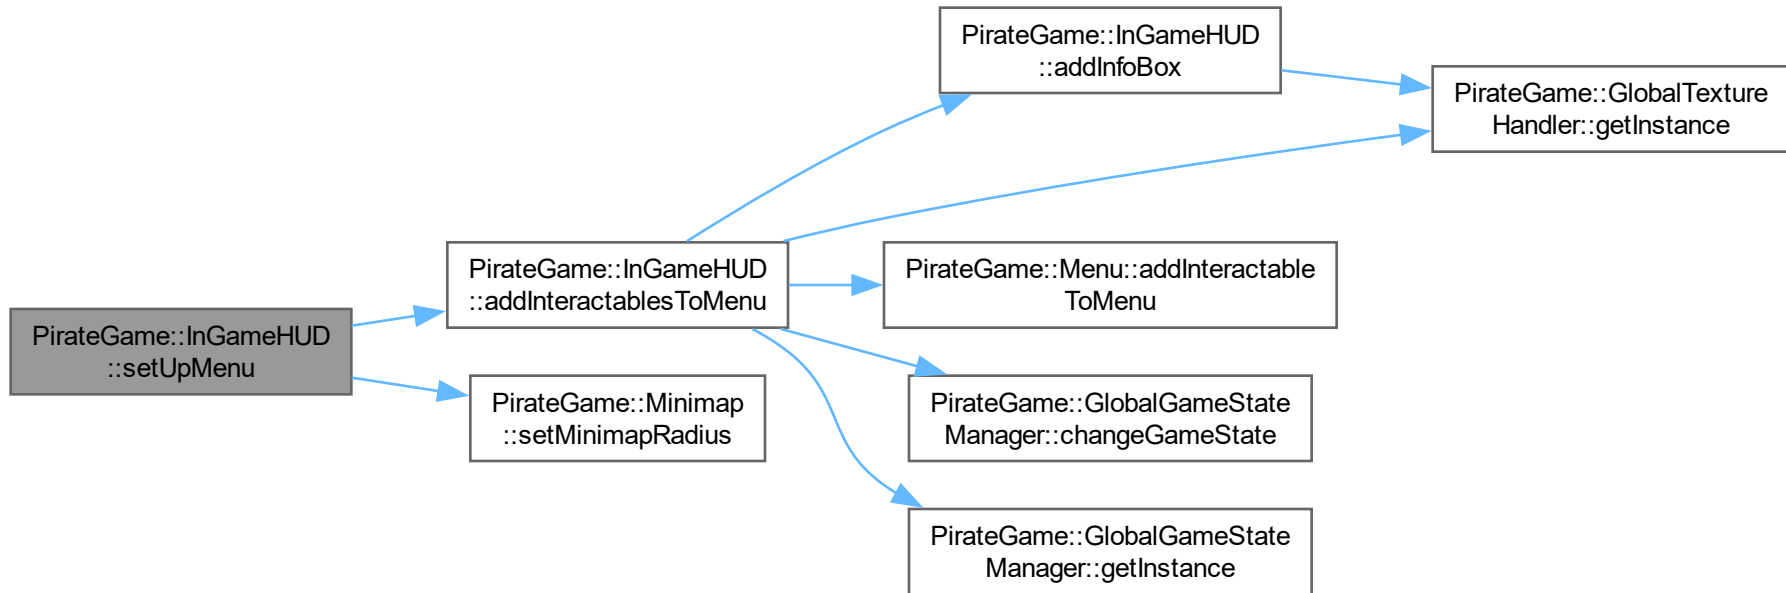 PirateGame::InGameHUD
::addInfoBox
PirateGame::GlobalTexture
Handler::getInstance
PirateGame::InGameHUD
::addInteractablesToMenu
PirateGame::Menu::addInteractable
ToMenu
PirateGame::InGameHUD
::setUpMenu
PirateGame::Minimap
::setMinimapRadius
PirateGame::GlobalGameState
Manager::changeGameState
PirateGame::GlobalGameState
Manager::getInstance